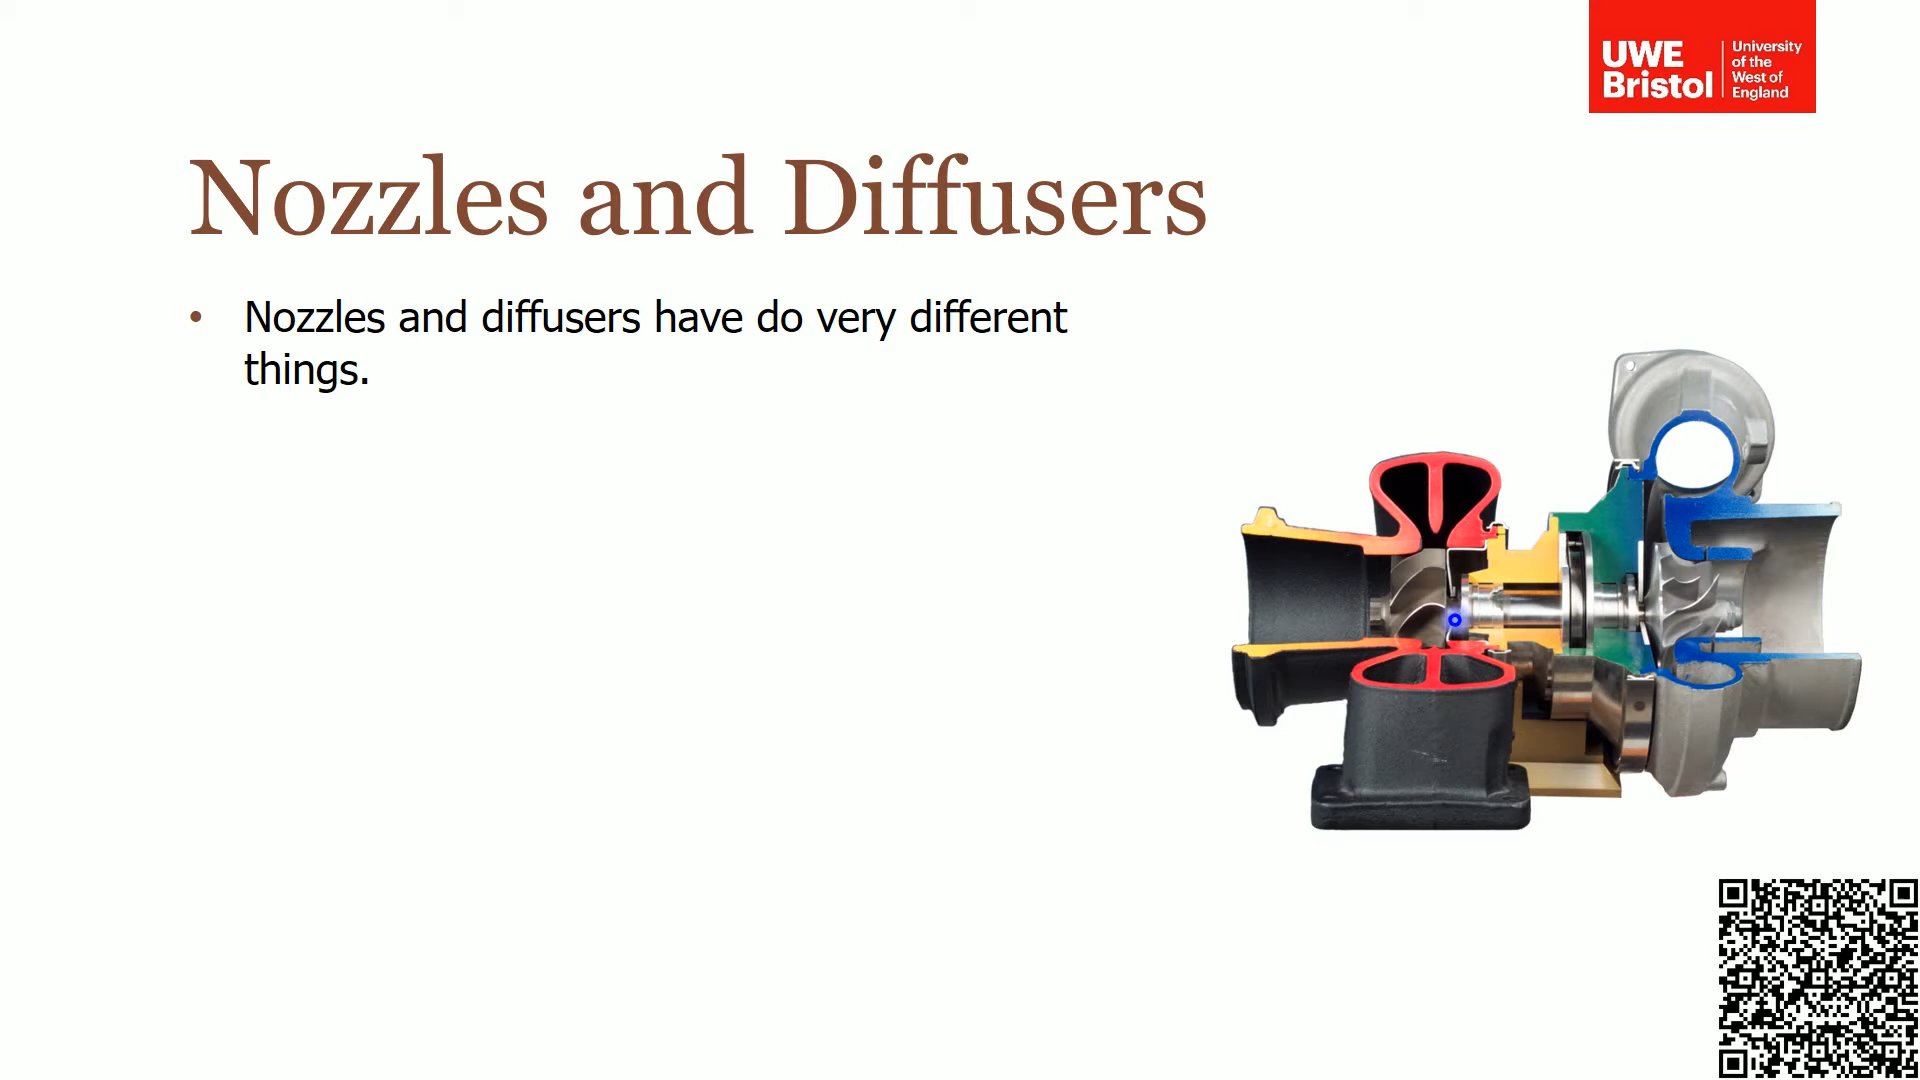 UWE
Bristol
University
of the
West of
England
Nozzles and Diffusers
• Nozzles and diffusers have do very different
things.